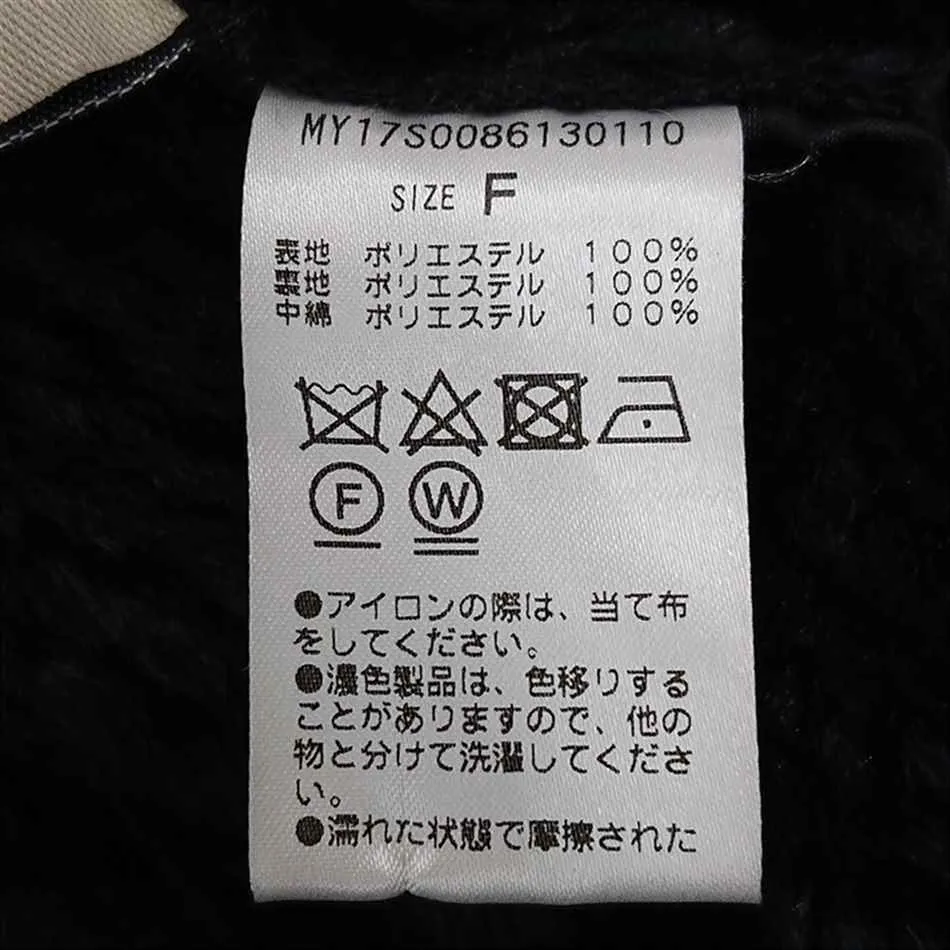 MY17S0086130110
SIZE F
表地 ポリエステル 100%
裏地 ポリエステル 100%
中綿 ポリエステル 100%
F W
●アイロンの際は、当て布
をしてください。
●濃色製品は、色移りする
ことがありますので、他の
物と分けて洗濯してくださ
い。
●濡れた状態で摩擦された